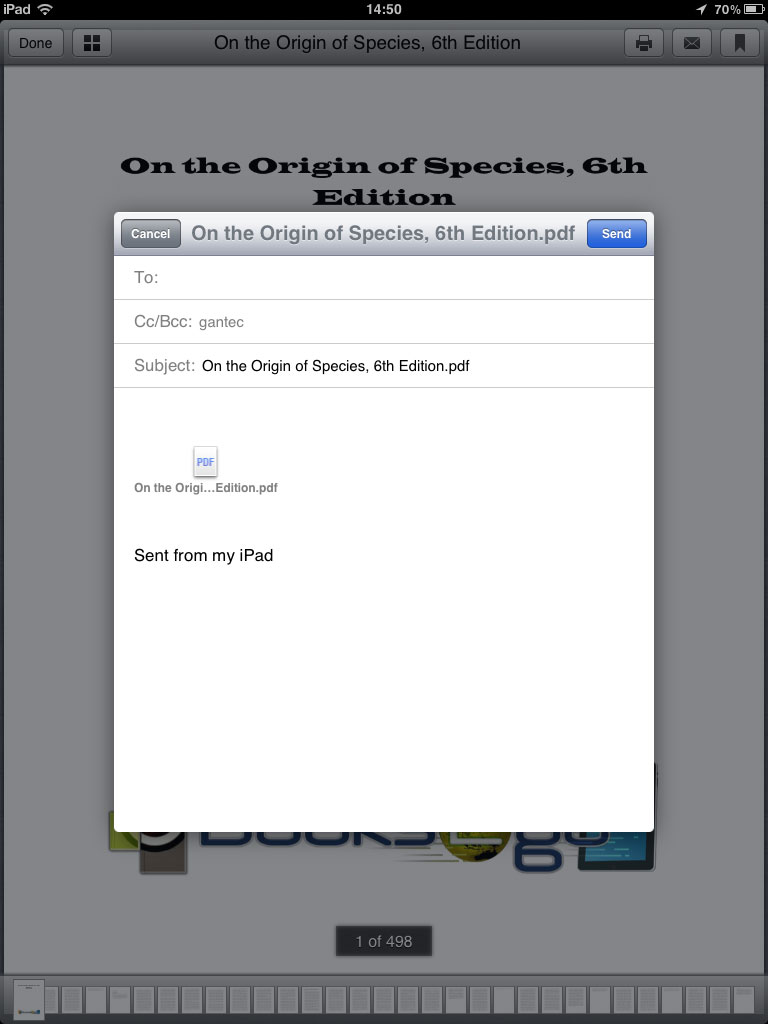 iPad 14:50 70%
Done On the Origin of Species, 6th Edition
On the Origin of Species, 6th
Edition
Cancel On the Origin of Species, 6th Edition.pdf Send
To:
Cc/Bcc: gantec
Subject: On the Origin of Species, 6th Edition.pdf
PDF
On the Origi...Edition.pdf
Sent from my iPad
1 of 498